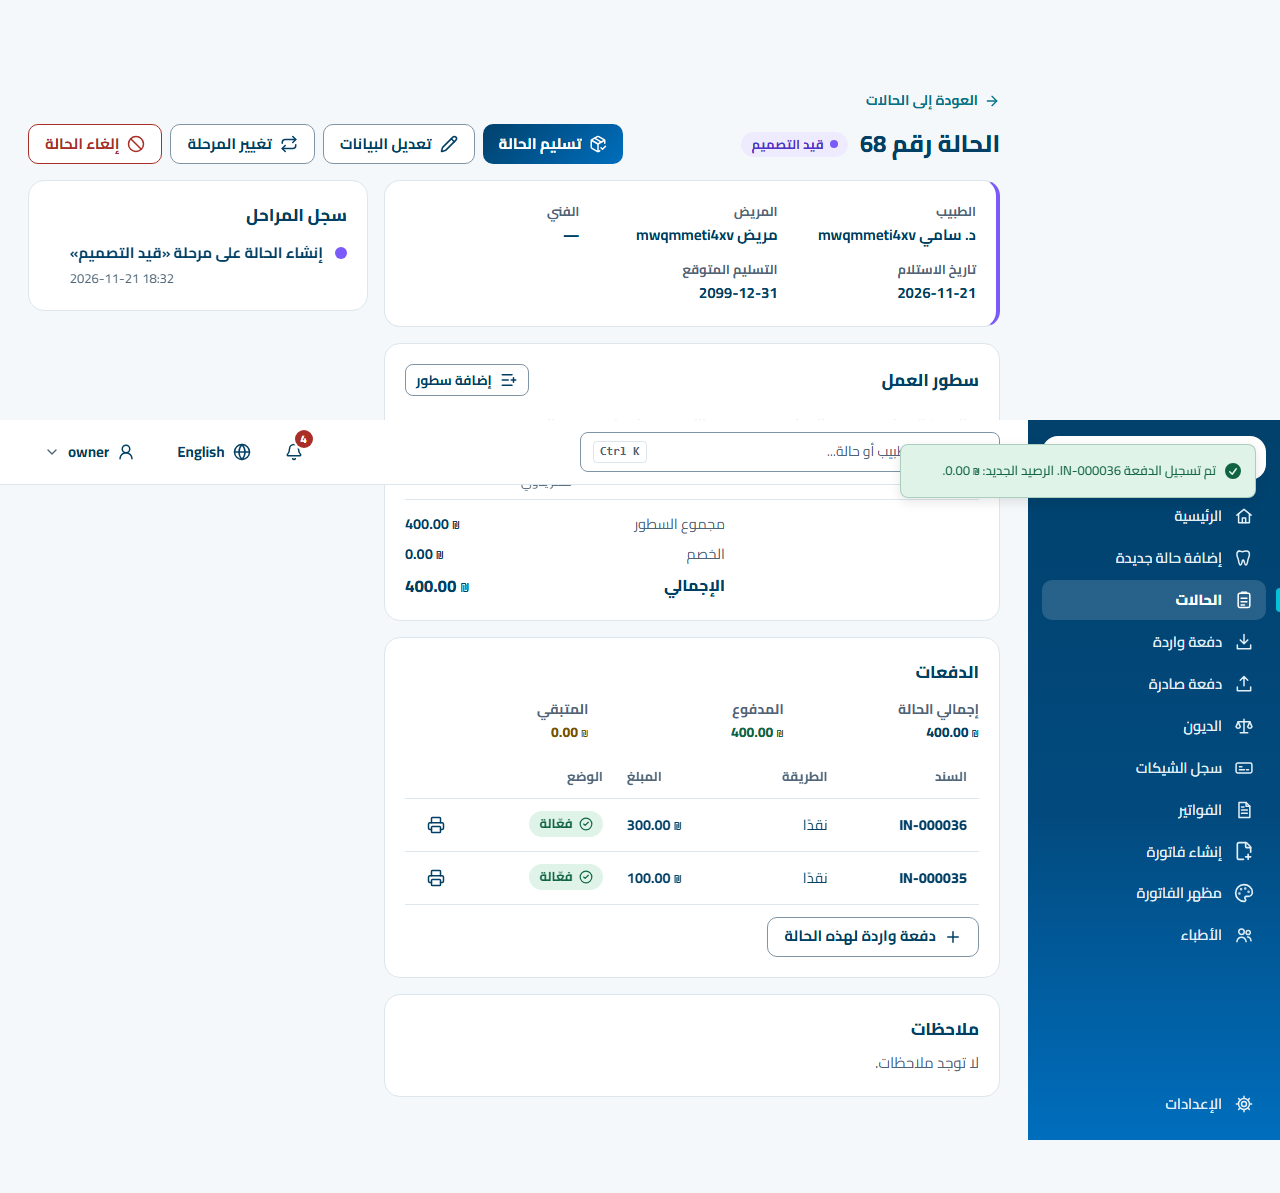 العودة إلى الحالات
الحالة رقم 68
قيد التصميم
تسليم الحالة
تعديل البيانات
تغيير المرحلة
إلغاء الحالة
الطبيب
المريض
الفني
د. سامي mwqmmeti4xv
مريض mwqmmeti4xv
—
تاريخ الاستلام
التسليم المتوقع
2026-11-21
2099-12-31
سجل المراحل
إنشاء الحالة على مرحلة «قيد التصميم»
2026-11-21 18:32
سطور العمل
إضافة سطور
طبيب أو حالة...
Ctrl K
4
English
owner
تم تسجيل الدفعة IN-000036. الرصيد الجديد: ₪ 0.00.
مجموع السطور
₪ 400.00
الخصم
₪ 0.00
الإجمالي
₪ 400.00
الدفعات
إجمالي الحالة
المدفوع
المتبقي
₪ 400.00
₪ 400.00
₪ 0.00
السند
الطريقة
المبلغ
الوضع
IN-000036
نقدًا
₪ 300.00
فعّالة
IN-000035
نقدًا
₪ 100.00
فعّالة
دفعة واردة لهذه الحالة
ملاحظات
لا توجد ملاحظات.
الرئيسية
إضافة حالة جديدة
الحالات
دفعة واردة
دفعة صادرة
الديون
سجل الشيكات
الفواتير
إنشاء فاتورة
مظهر الفاتورة
الأطباء
الإعدادات